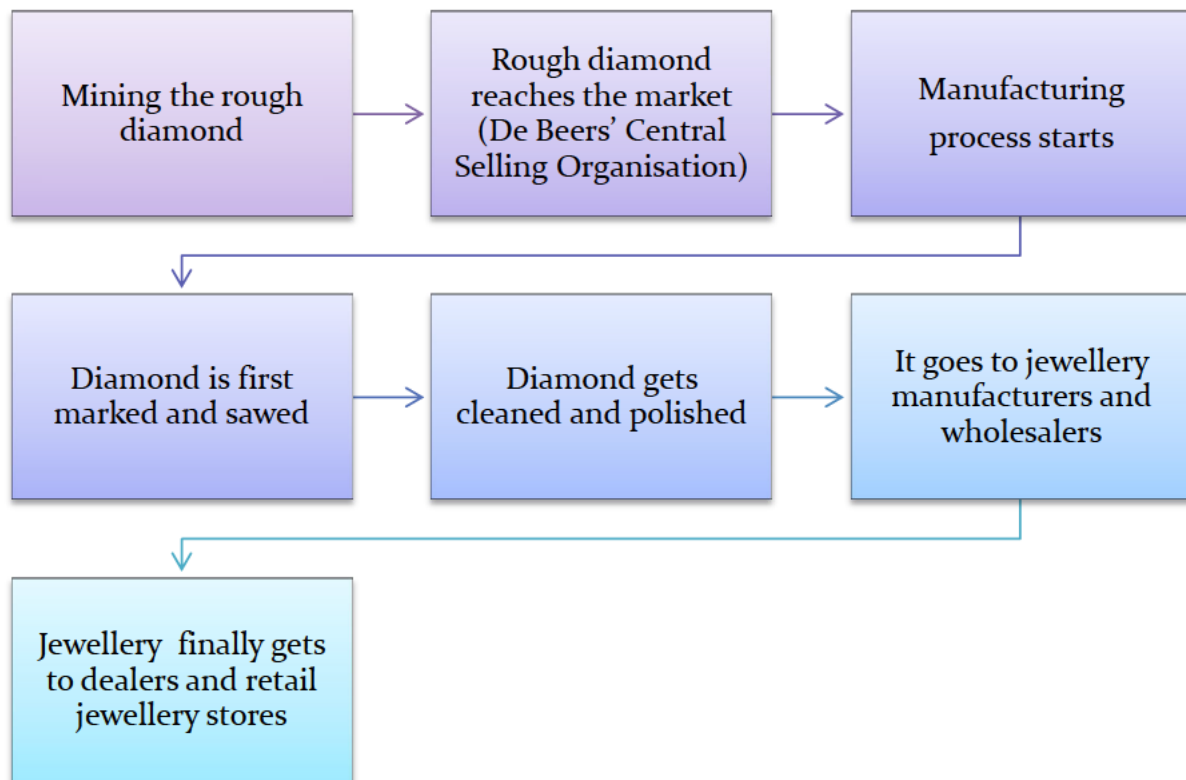 Mining the rough
diamond
Rough diamond
reaches the market
(De Beers’ Central
Selling Organisation)
Manufacturing
process starts
Diamond is first
marked and sawed
Diamond gets
cleaned and polished
It goes to jewellery
manufacturers and
wholesalers
Jewellery finally gets
to dealers and retail
jewellery stores